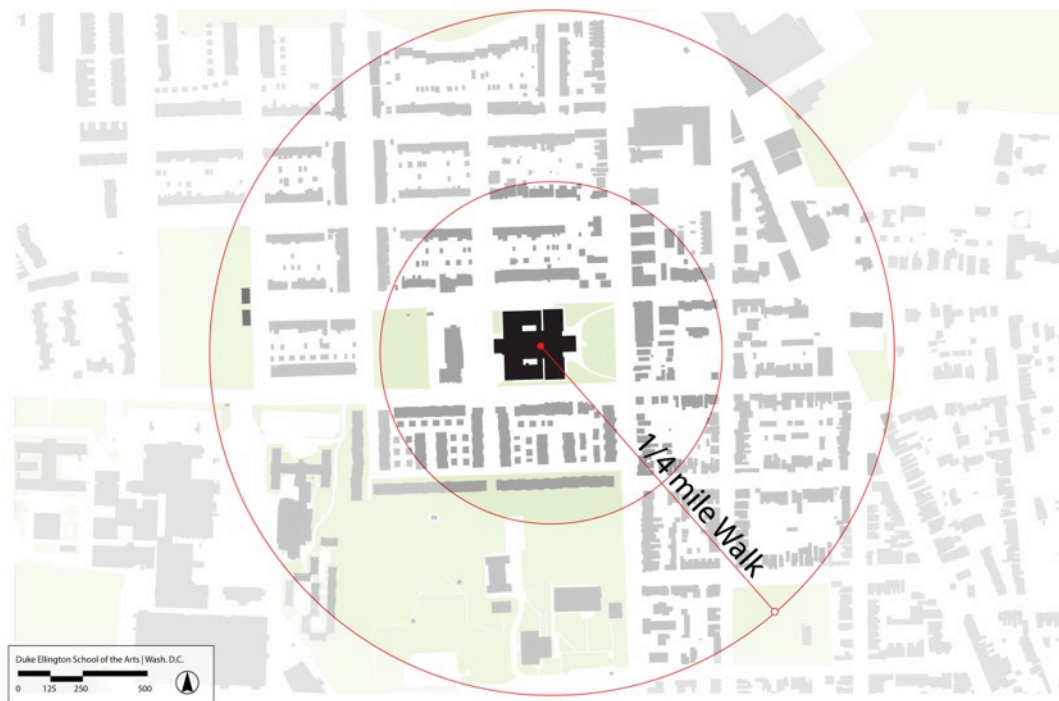 1/4 mile Walk
Duke Ellington School of the Arts | Wash. D.C.
0 125 250 500